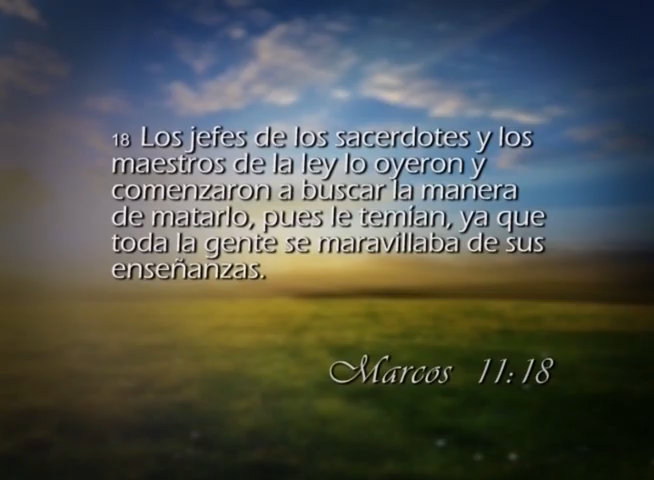 18 Los jefes de los sacerdotes y los
maestros de la ley lo oyeron y
comenzaron a buscar la manera
de matarlo, pues le temían, ya que
toda la gente se maravillaba de sus
enseñanzas.
Marcos 11:18